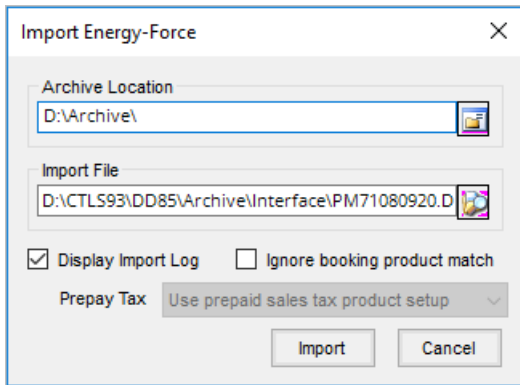 Import Energy-Force
Archive Location
D:\Archive\
Import File
D:\CTLS93\DD85\Archive\Interface\PM71080920.D
Display Import Log Ignore booking product match
Prepay Tax Use prepaid sales tax product setup
Import Cancel